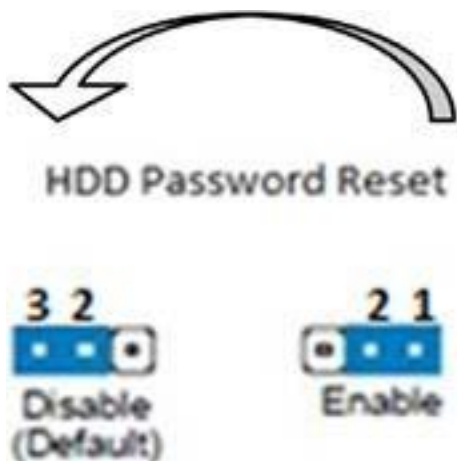 HDD Password Reset
3 2
2 1
Disable
(Default)
Enable